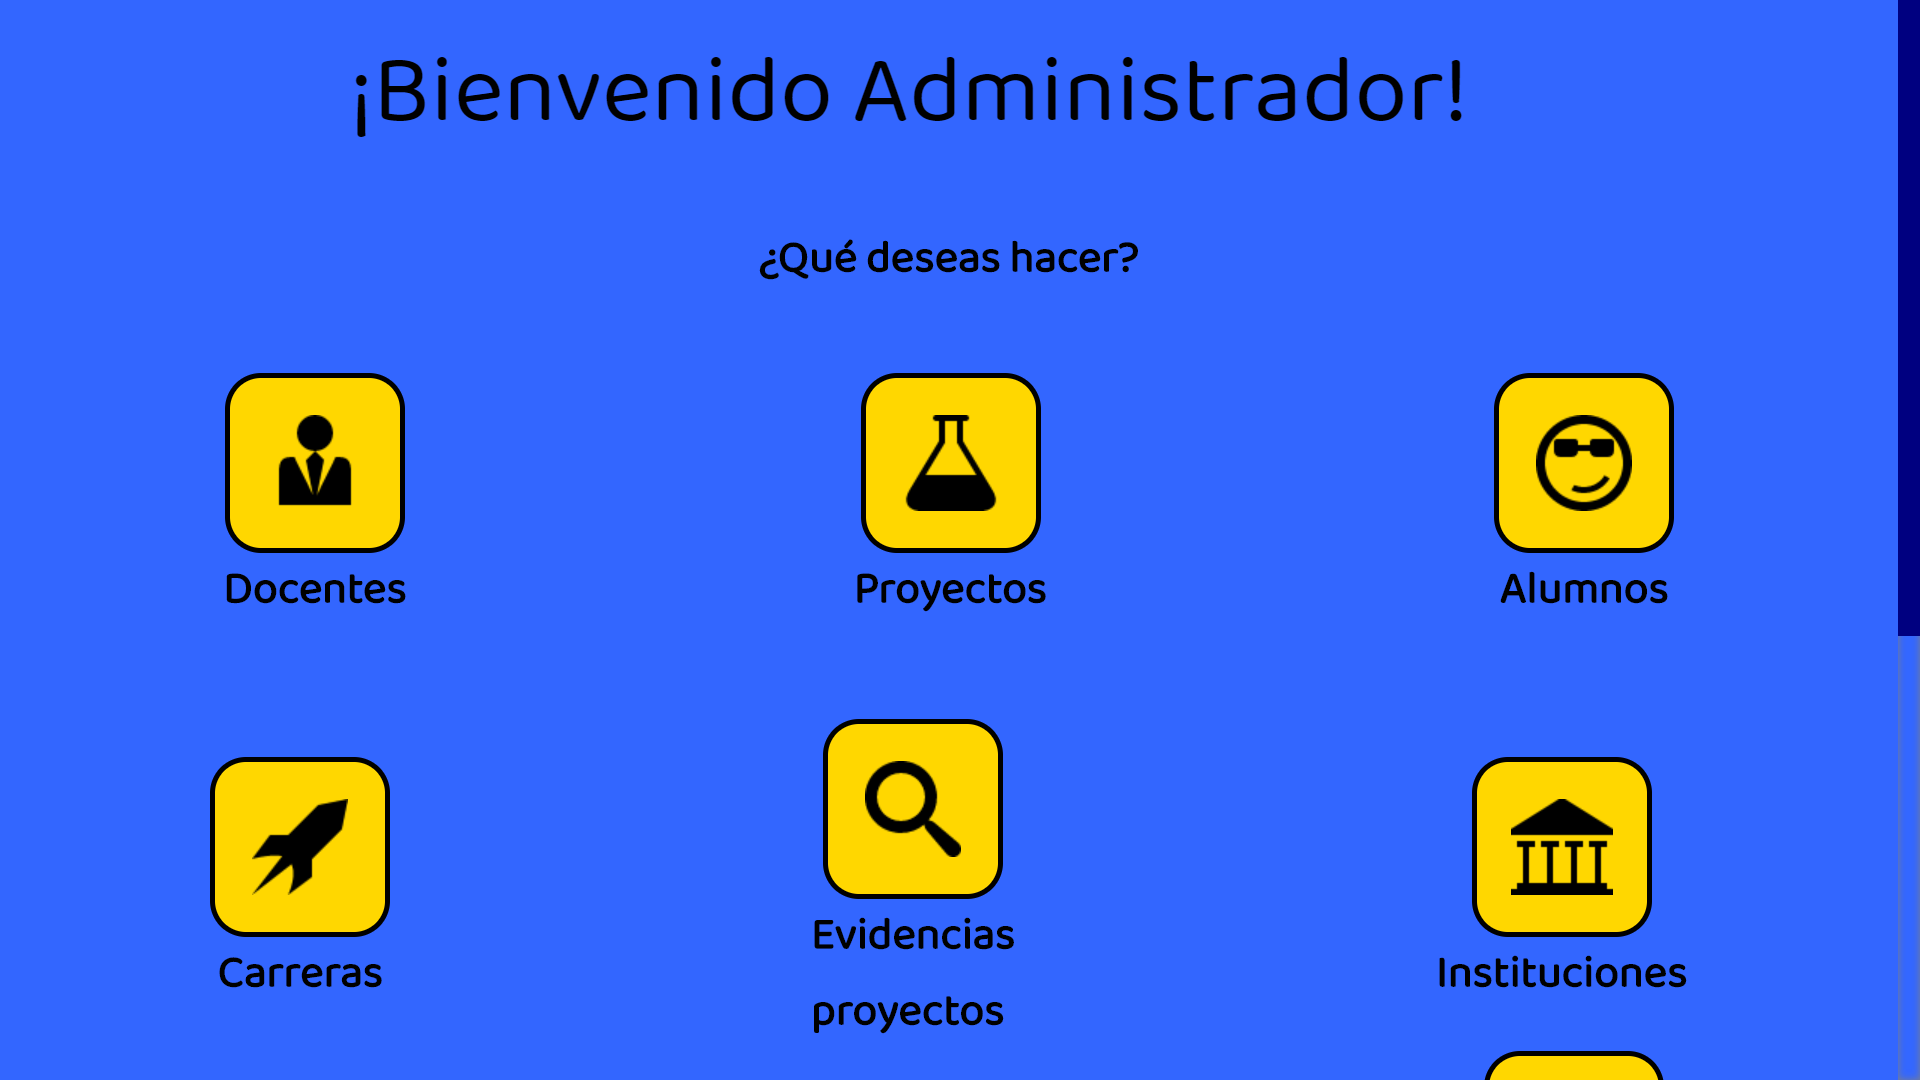 ¡Bienvenido Administrador!
¿Qué deseas hacer?
Docentes
Proyectos
Alumnos
Carreras
Evidencias
proyectos
Instituciones